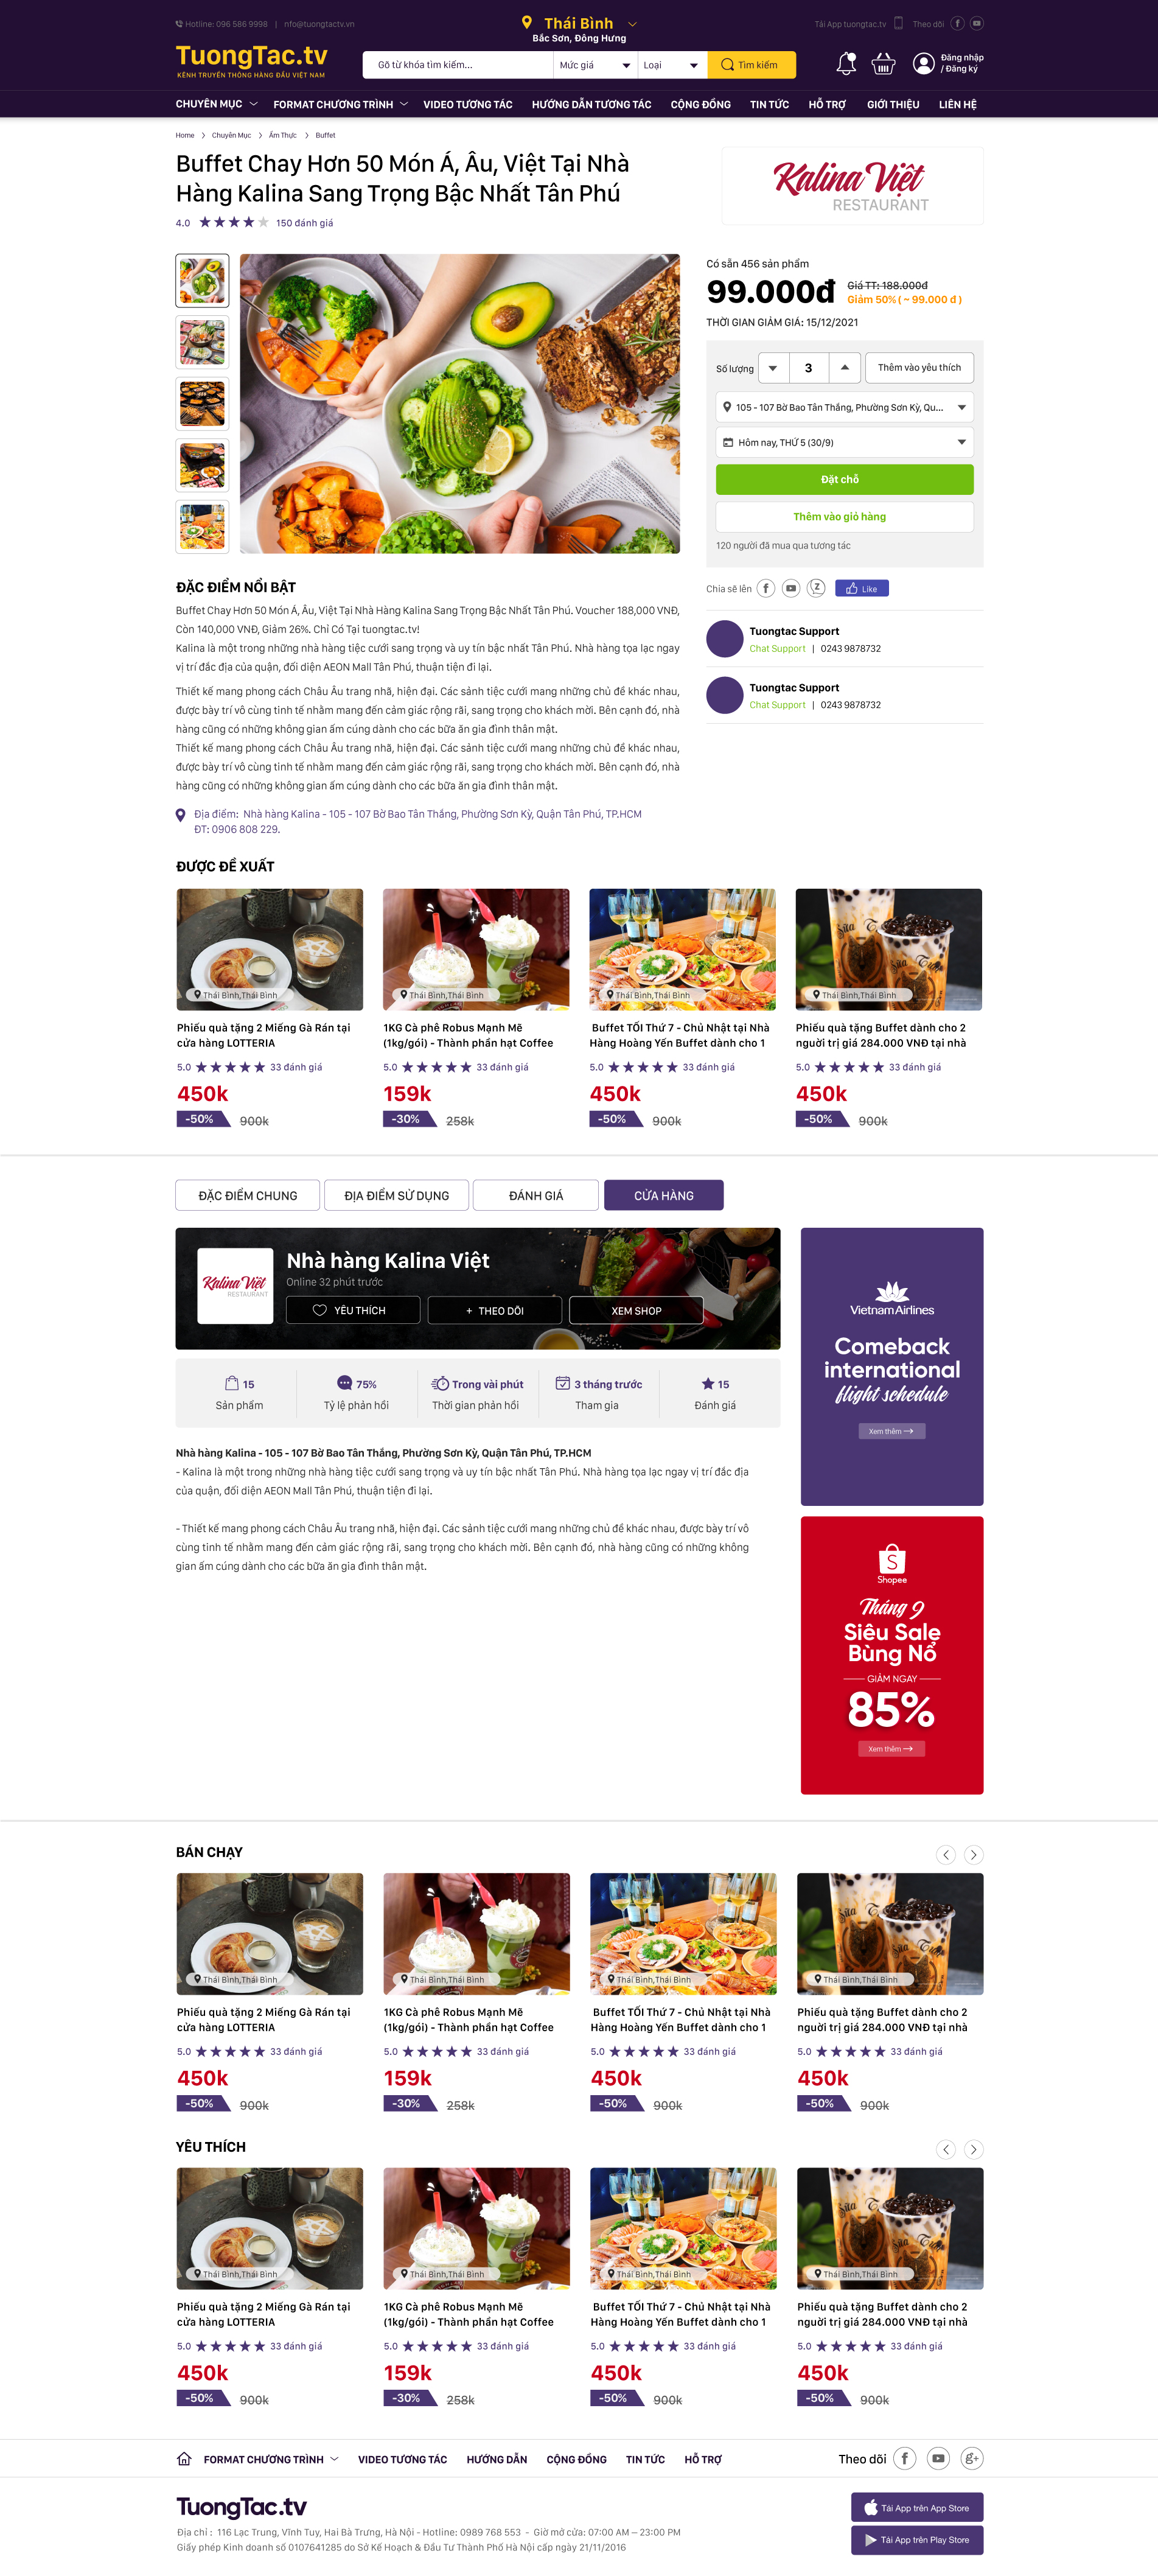 Hotline: 096 586 9998 | nfo@tuongtactv.vn
Thái Bình
Bắc Sơn, Đông Hưng
Tải App tuongtac.tv
Theo dõi
TuongTac.tv
KÊNH TRUYỀN THÔNG HÀNG ĐẦU VIỆT NAM
Gõ từ khóa tìm kiếm...
Mức giá
Loại
Tìm kiếm
Đăng nhập
/ Đăng ký
CHUYÊN MỤC
FORMAT CHƯƠNG TRÌNH
VIDEO TƯƠNG TÁC
HƯỚNG DẪN TƯƠNG TÁC
CỘNG ĐỒNG
TIN TỨC
HỖ TRỢ
GIỚI THIỆU
LIÊN HỆ
Home > Chuyên Mục > Ẩm Thực > Buffet
Buffet Chay Hơn 50 Món Á, Âu, Việt Tại Nhà
Hàng Kalina Sang Trọng Bậc Nhất Tân Phú
4.0 150 đánh giá
Kalina Việt
RESTAURANT
Có sẵn 456 sản phẩm
99.000đ
Giá TT: 188.000đ
Giảm 50% ( ~ 99.000 đ )
THỜI GIAN GIẢM GIÁ: 15/12/2021
Số lượng
3
Thêm vào yêu thích
105 - 107 Bờ Bao Tân Thắng, Phường Sơn Kỳ, Qu...
Hôm nay, THỨ 5 (30/9)
Đặt chỗ
Thêm vào giỏ hàng
120 người đã mua qua tương tác
Chia sẻ lên
Z
Like
Tuongtac Support
Chat Support | 0243 9878732
Tuongtac Support
Chat Support | 0243 9878732
ĐẶC ĐIỂM NỔI BẬT
Buffet Chay Hơn 50 Món Á, Âu, Việt Tại Nhà Hàng Kalina Sang Trọng Bậc Nhất Tân Phú. Voucher 188,000 VNĐ,
Còn 140,000 VNĐ, Giảm 26%. Chỉ Có Tại tuongtac.tv!
Kalina là một trong những nhà hàng tiệc cưới sang trọng và uy tín bậc nhất Tân Phú. Nhà hàng tọa lạc ngay
vị trí đắc địa của quận, đối diện AEON Mall Tân Phú, thuận tiện đi lại.
Thiết kế mang phong cách Châu Âu trang nhã, hiện đại. Các sảnh tiệc cưới mang những chủ đề khác nhau,
được bày trí vô cùng tinh tế nhằm mang đến cảm giác rộng rãi, sang trọng cho khách mời. Bên cạnh đó, nhà
hàng cũng có những không gian ấm cúng dành cho các bữa ăn gia đình thân mật.
Thiết kế mang phong cách Châu Âu trang nhã, hiện đại. Các sảnh tiệc cưới mang những chủ đề khác nhau,
được bày trí vô cùng tinh tế nhằm mang đến cảm giác rộng rãi, sang trọng cho khách mời. Bên cạnh đó, nhà
hàng cũng có những không gian ấm cúng dành cho các bữa ăn gia đình thân mật.
Địa điểm: Nhà hàng Kalina - 105 - 107 Bờ Bao Tân Thắng, Phường Sơn Kỳ, Quận Tân Phú, TP.HCM
ĐT: 0906 808 229.
ĐƯỢC ĐỀ XUẤT
Thái Bình,Thái Bình
Phiếu quà tặng 2 Miếng Gà Rán tại
cửa hàng LOTTERIA
5.0 33 đánh giá
450k
-50% 900k
Thái Bình,Thái Bình
1KG Cà phê Robus Mạnh Mẽ
(1kg/gói) - Thành phần hạt Coffee
5.0 33 đánh giá
159k
-30% 258k
Thái Bình,Thái Bình
Buffet TỐI Thứ 7 - Chủ Nhật tại Nhà
Hàng Hoàng Yến Buffet dành cho 1
5.0 33 đánh giá
450k
-50% 900k
Thái Bình,Thái Bình
Phiếu quà tặng Buffet dành cho 2
người trị giá 284.000 VNĐ tại nhà
5.0 33 đánh giá
450k
-50% 900k
ĐẶC ĐIỂM CHUNG
ĐỊA ĐIỂM SỬ DỤNG
ĐÁNH GIÁ
CỬA HÀNG
Kalina Việt
RESTAURANT
Nhà hàng Kalina Việt
Online 32 phút trước
YÊU THÍCH
+ THEO DÕI
XEM SHOP
15
Sản phẩm
75%
Tỷ lệ phản hồi
Trong vài phút
Thời gian phản hồi
3 tháng trước
Tham gia
15
Đánh giá
Nhà hàng Kalina - 105 - 107 Bờ Bao Tân Thắng, Phường Sơn Kỳ, Quận Tân Phú, TP.HCM
- Kalina là một trong những nhà hàng tiệc cưới sang trọng và uy tín bậc nhất Tân Phú. Nhà hàng tọa lạc ngay vị trí đắc địa
của quận, đối diện AEON Mall Tân Phú, thuận tiện đi lại.
- Thiết kế mang phong cách Châu Âu trang nhã, hiện đại. Các sảnh tiệc cưới mang những chủ đề khác nhau, được bày trí vô
cùng tinh tế nhằm mang đến cảm giác rộng rãi, sang trọng cho khách mời. Bên cạnh đó, nhà hàng cũng có những không
gian ấm cúng dành cho các bữa ăn gia đình thân mật.
Vietnam Airlines
Comeback
international
flight schedule
Xem thêm
Shopee
Tháng 9
Siêu Sale
Bùng Nổ
GIẢM NGAY
85%
Xem thêm
BÁN CHẠY
Thái Bình,Thái Bình
Phiếu quà tặng 2 Miếng Gà Rán tại
cửa hàng LOTTERIA
5.0 33 đánh giá
450k
-50% 900k
Thái Bình,Thái Bình
1KG Cà phê Robus Mạnh Mẽ
(1kg/gói) - Thành phần hạt Coffee
5.0 33 đánh giá
159k
-30% 258k
Thái Bình,Thái Bình
Buffet TỐI Thứ 7 - Chủ Nhật tại Nhà
Hàng Hoàng Yến Buffet dành cho 1
5.0 33 đánh giá
450k
-50% 900k
Thái Bình,Thái Bình
Phiếu quà tặng Buffet dành cho 2
người trị giá 284.000 VNĐ tại nhà
5.0 33 đánh giá
450k
-50% 900k
YÊU THÍCH
Thái Bình,Thái Bình
Phiếu quà tặng 2 Miếng Gà Rán tại
cửa hàng LOTTERIA
5.0 33 đánh giá
450k
-50% 900k
Thái Bình,Thái Bình
1KG Cà phê Robus Mạnh Mẽ
(1kg/gói) - Thành phần hạt Coffee
5.0 33 đánh giá
159k
-30% 258k
Thái Bình,Thái Bình
Buffet TỐI Thứ 7 - Chủ Nhật tại Nhà
Hàng Hoàng Yến Buffet dành cho 1
5.0 33 đánh giá
450k
-50% 900k
Thái Bình,Thái Bình
Phiếu quà tặng Buffet dành cho 2
người trị giá 284.000 VNĐ tại nhà
5.0 33 đánh giá
450k
-50% 900k
FORMAT CHƯƠNG TRÌNH
VIDEO TƯƠNG TÁC
HƯỚNG DẪN
CỘNG ĐỒNG
TIN TỨC
HỖ TRỢ
Theo dõi
TuongTac.tv
Địa chỉ : 116 Lạc Trung, Vĩnh Tuy, Hai Bà Trưng, Hà Nội - Hotline: 0989 768 553 - Giờ mở cửa: 07:00 AM – 23:00 PM
Giấy phép Kinh doanh số 0107641285 do Sở Kế Hoạch & Đầu Tư Thành Phố Hà Nội cấp ngày 21/11/2016
Tải App trên App Store
Tải App trên Play Store